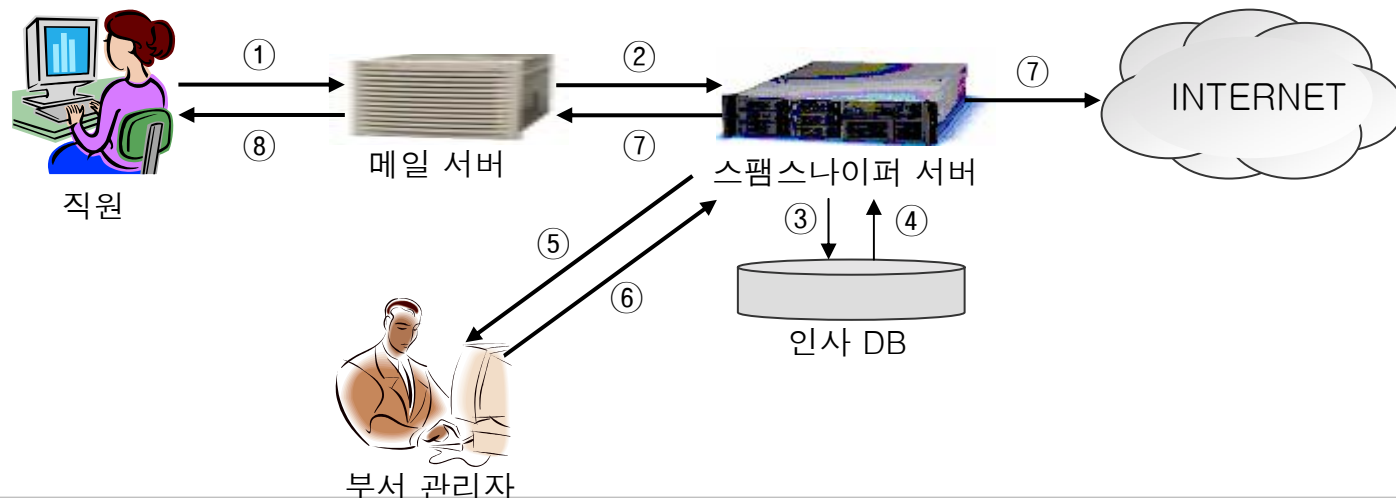 ①
②
⑦
INTERNET
⑧
⑦
메일 서버
스팸스나이퍼 서버
직원
③
④
⑤
⑥
인사 DB
부서 관리자